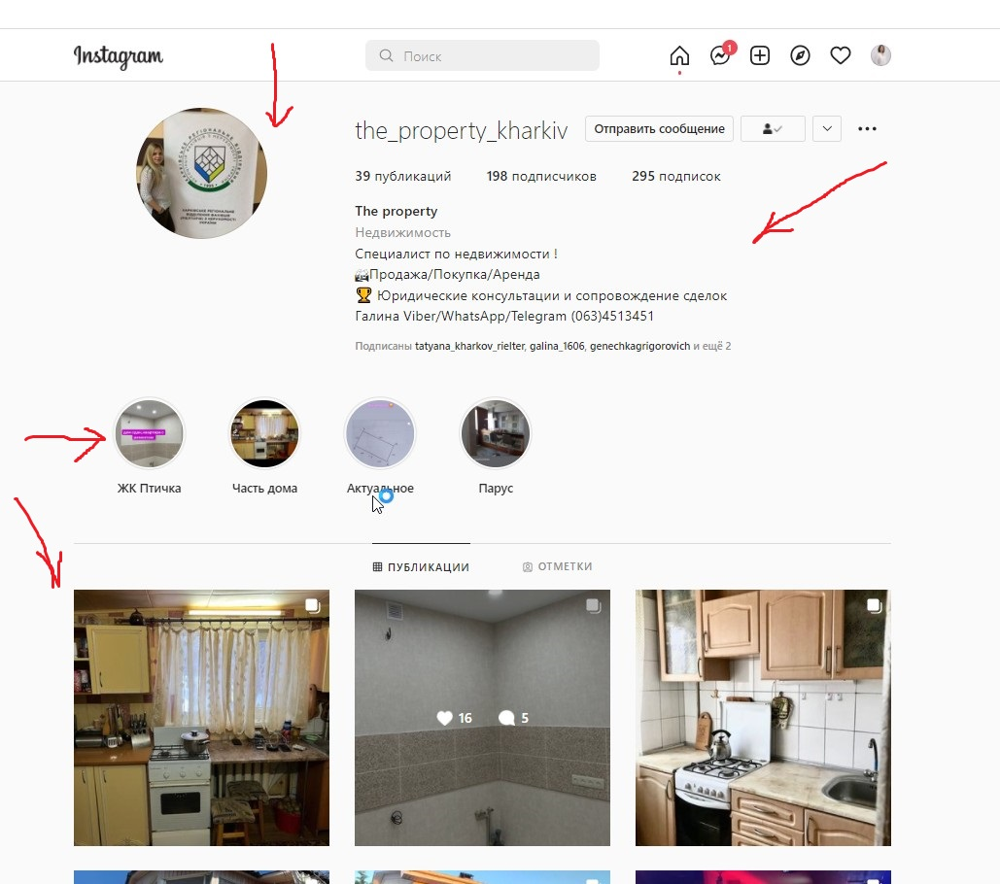 Instagram
Поиск
1
the_property_kharkiv Отправить сообщение
39 публикаций 198 подписчиков 295 подписок
The property
Недвижимость
Специалист по недвижимости !
Продажа/Покупка/Аренда
Юридические консультации и сопровождение сделок
Галина Viber/WhatsApp/Telegram (063)4513451
Подписаны tatyana_kharkov_rielter, galina_1606, genechkagrigorovich и ещё 2
ЖК Птичка Часть дома Актуальное Парус
ПУБЛИКАЦИИ ОТМЕТКИ
16 5